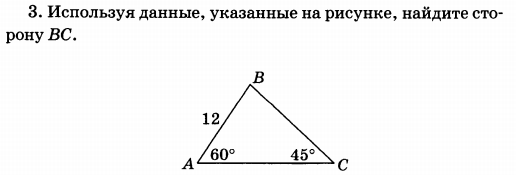 3. Используя данные, указанные на рисунке, найдите сто-
рону BC.
B
12
A 60° 45° C